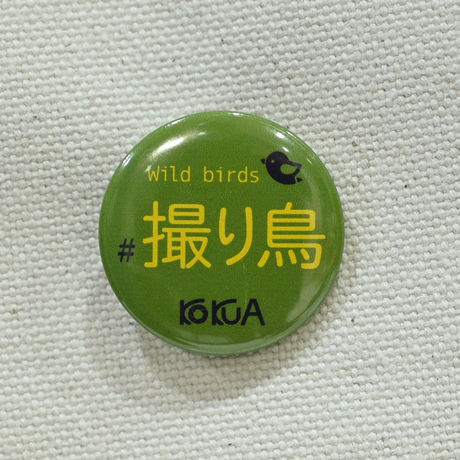 Wild birds
#撮り鳥
KOKUA